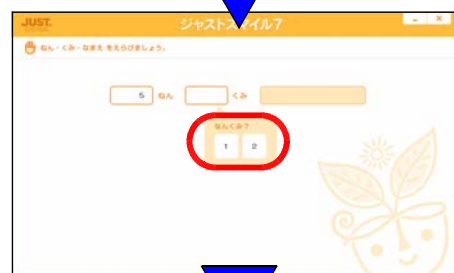 JUST.
ジャストスマイル7
ねん・くみ・なまえ をえらびましょう。
5 ねん くみ
なんくみ?
1 2